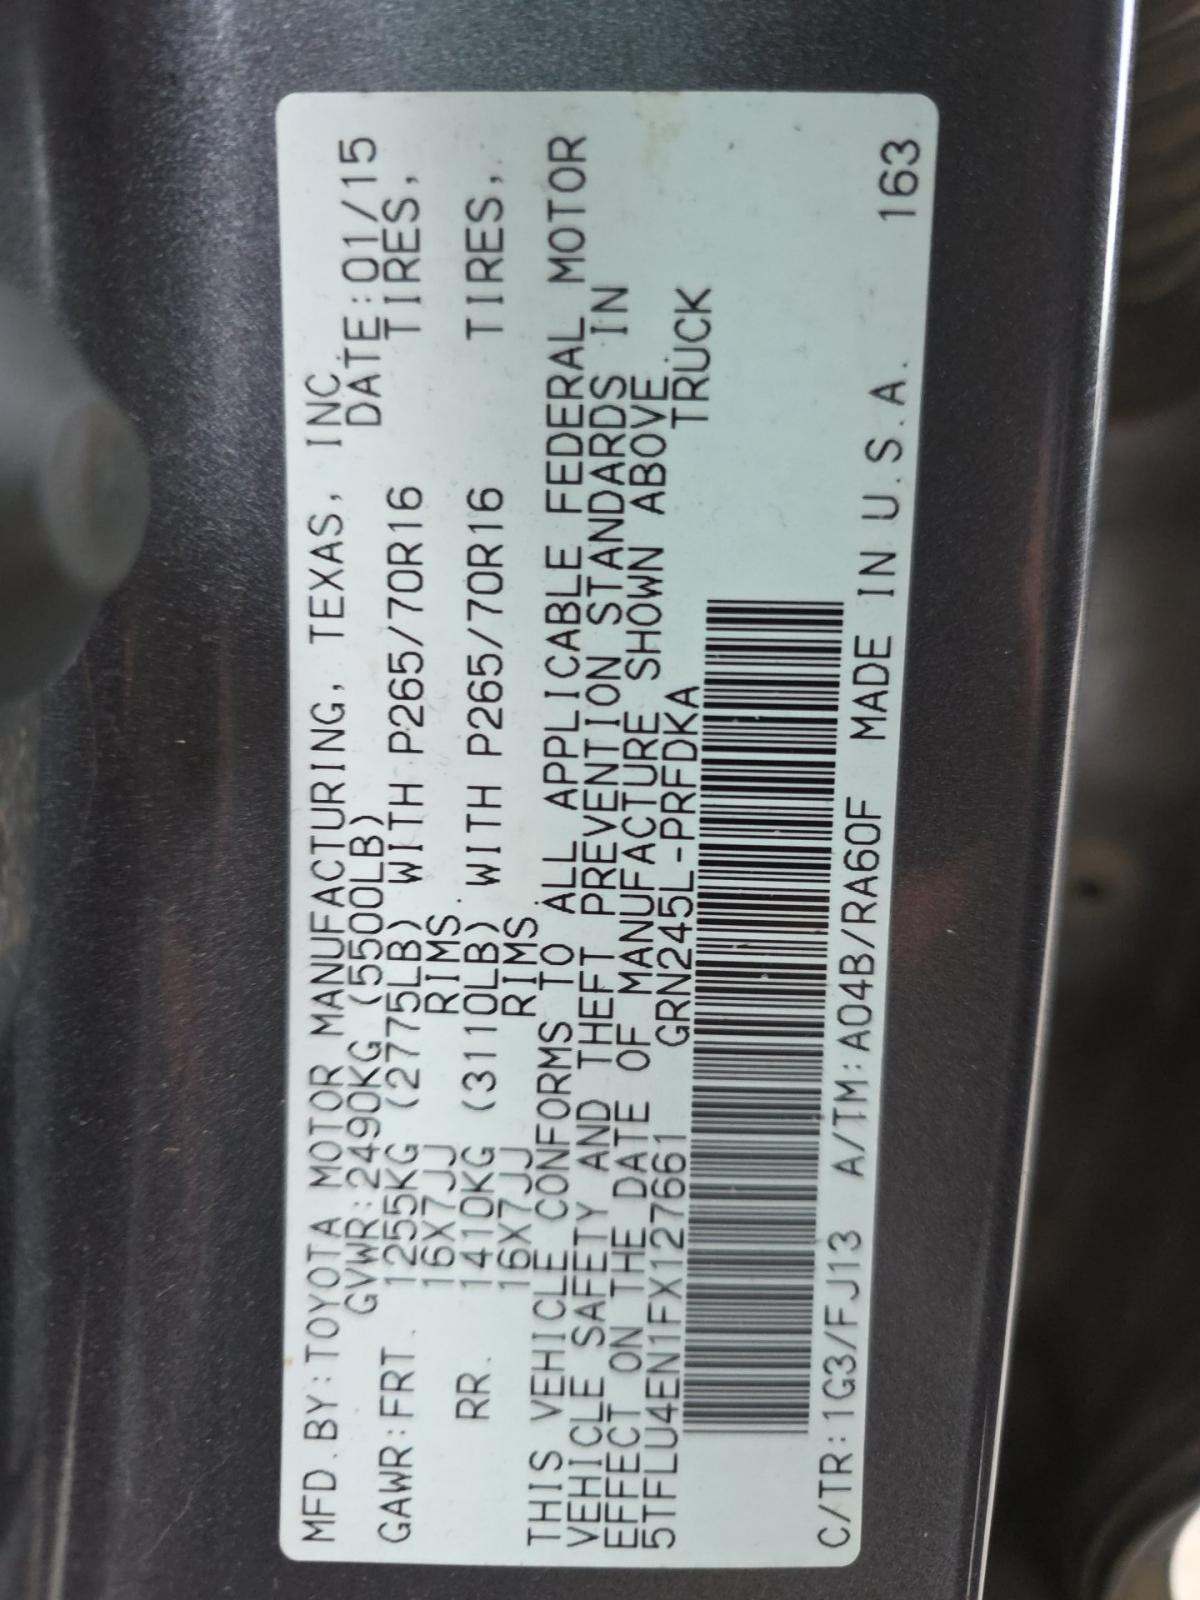 MFD.BY:TOYOTA MOTOR MANUFACTURING, TEXAS, INC
GVWR:2490KG (5500LB) DATE:01/15
GAWR:FRT. 1255KG (2775LB) WITH P265/70R16 TIRES,
16X7JJ RIMS.
RR. 1410KG (3110LB) WITH P265/70R16 TIRES,
16X7JJ RIMS
THIS VEHICLE CONFORMS TO ALL APPLICABLE FEDERAL MOTOR
VEHICLE SAFETY AND THEFT PREVENTION STANDARDS IN
EFFECT ON THE DATE OF MANUFACTURE SHOWN ABOVE
5TFLU4EN1FX127661 GRN245L-PRFDKA TRUCK
C/TR:1G3/FJ13 A/TM:A04B/RA60F MADE IN U.S.A. 163